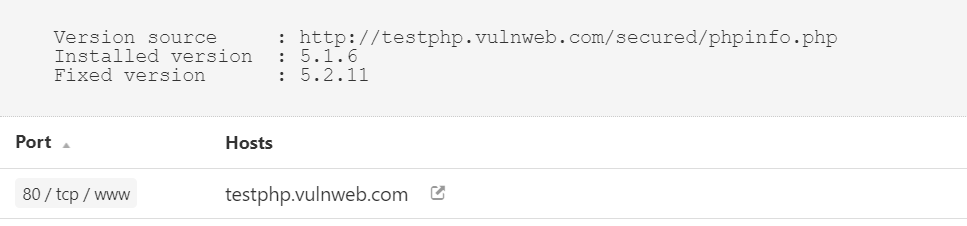 Version source     : http://testphp.vulnweb.com/secured/phpinfo.php
Installed version  : 5.1.6
Fixed version      : 5.2.11
Port Hosts
80 / tcp / www testphp.vulnweb.com